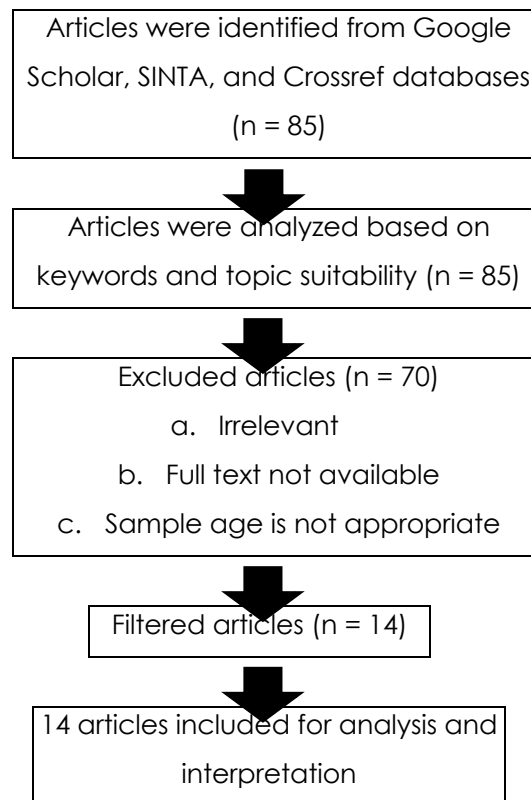 Articles were identified from Google
Scholar, SINTA, and Crossref databases
(n = 85)
Articles were analyzed based on
keywords and topic suitability (n = 85)
Excluded articles (n = 70)
a. Irrelevant
b. Full text not available
c. Sample age is not appropriate
Filtered articles (n = 14)
14 articles included for analysis and
interpretation